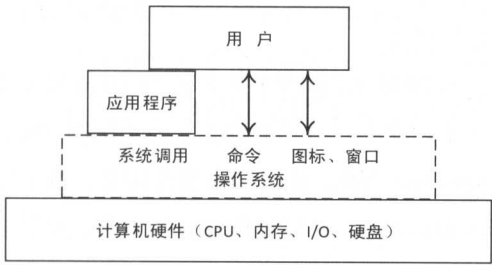 用 户
应用程序
系统调用 命令 图标、窗口
操作系统
计算机硬件（CPU、内存、I/O、硬盘）